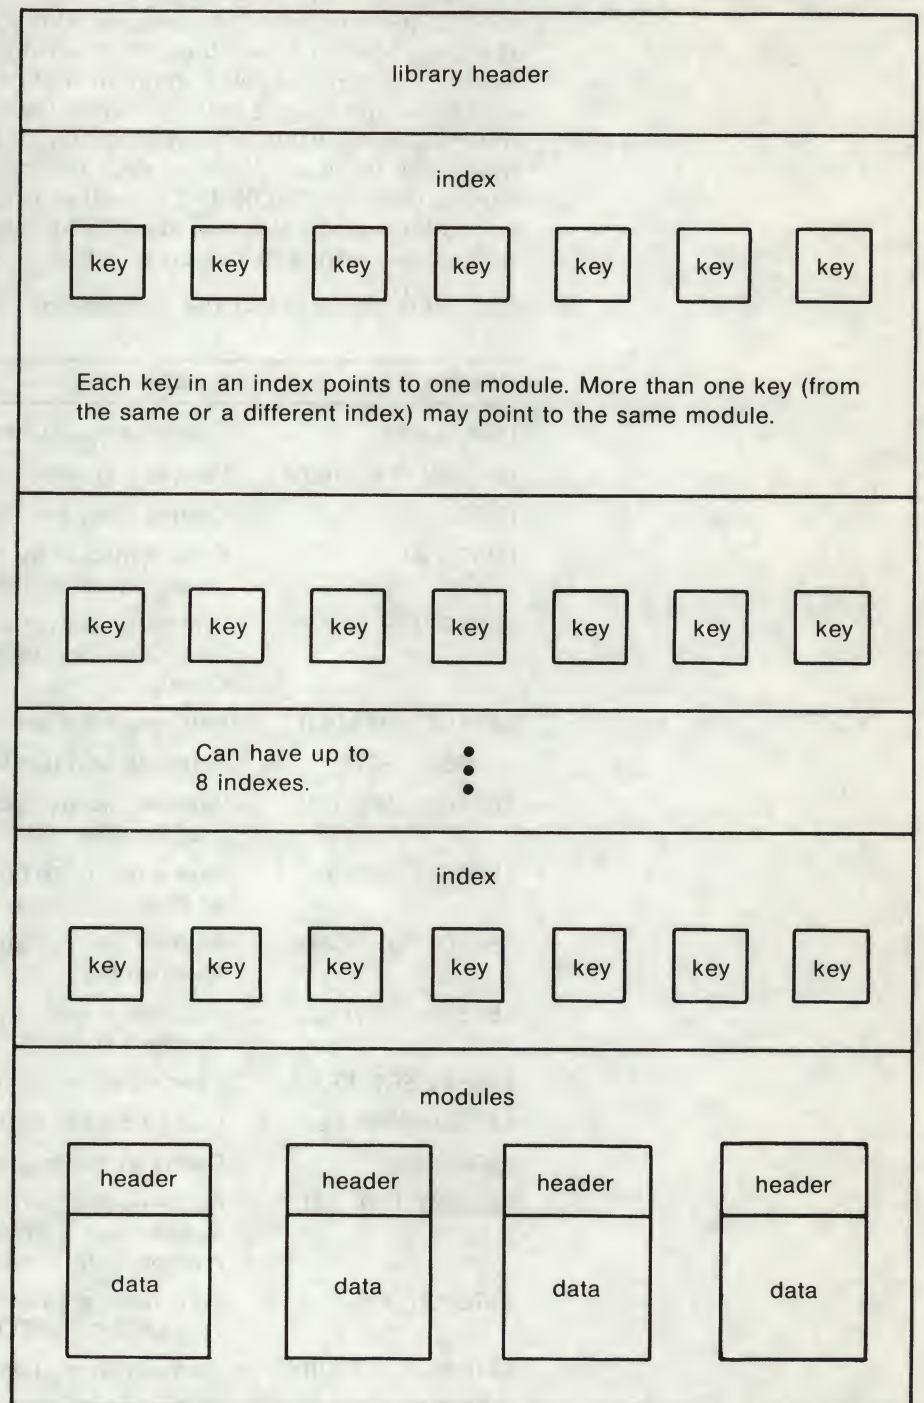 library header
index
key key key key key key key
Each key in an index points to one module. More than one key (from
the same or a different index) may point to the same module.
key key key key key key key
Can have up to
8 indexes.
index
key key key key key key key
modules
header header header header
data data data data